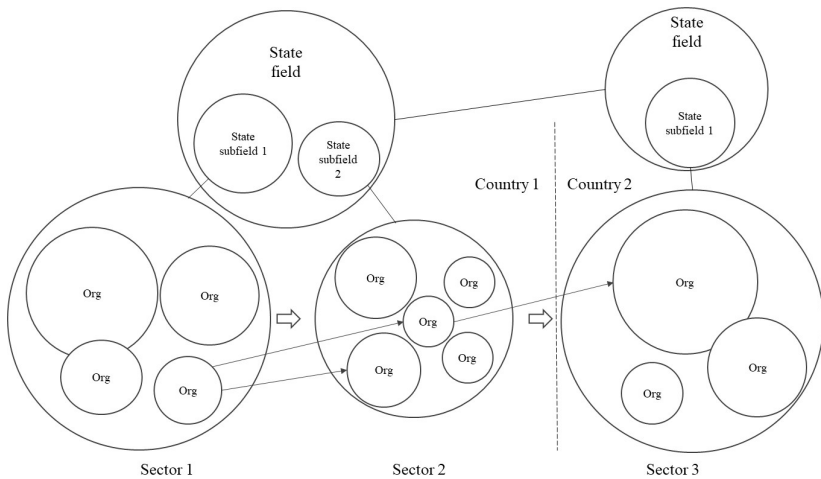 State
field
State
subfield 1
State
subfield
2
State
field
State
subfield 1
Country 1
Country 2
Org
Org
Org
Org
Org
Org
Org
Org
Org
Org
Org
Org
Sector 1
Sector 2
Sector 3